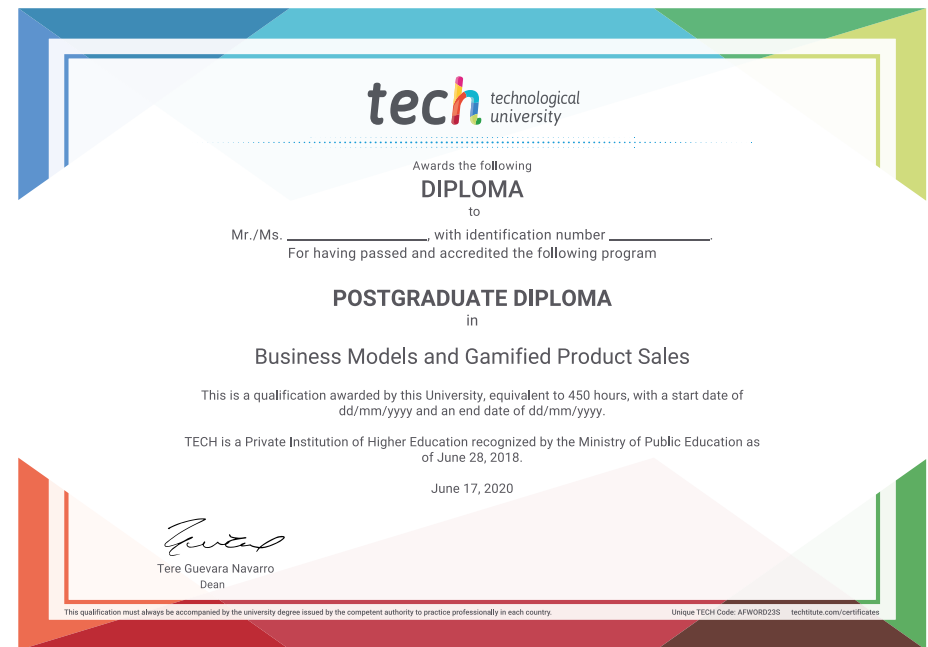 tech technological
university
Awards the following
DIPLOMA
to
Mr./Ms. ____________, with identification number _________.
For having passed and accredited the following program
POSTGRADUATE DIPLOMA
in
Business Models and Gamified Product Sales
This is a qualification awarded by this University, equivalent to 450 hours, with a start date of
dd/mm/yyyy and an end date of dd/mm/yyyy.
TECH is a Private Institution of Higher Education recognized by the Ministry of Public Education as
of June 28, 2018.
June 17, 2020
Tere Guevara Navarro
Dean
This qualification must always be accompanied by the university degree issued by the competent authority to practice professionally in each country.
Unique TECH Code: AFWORD23S techtitute.com/certificates